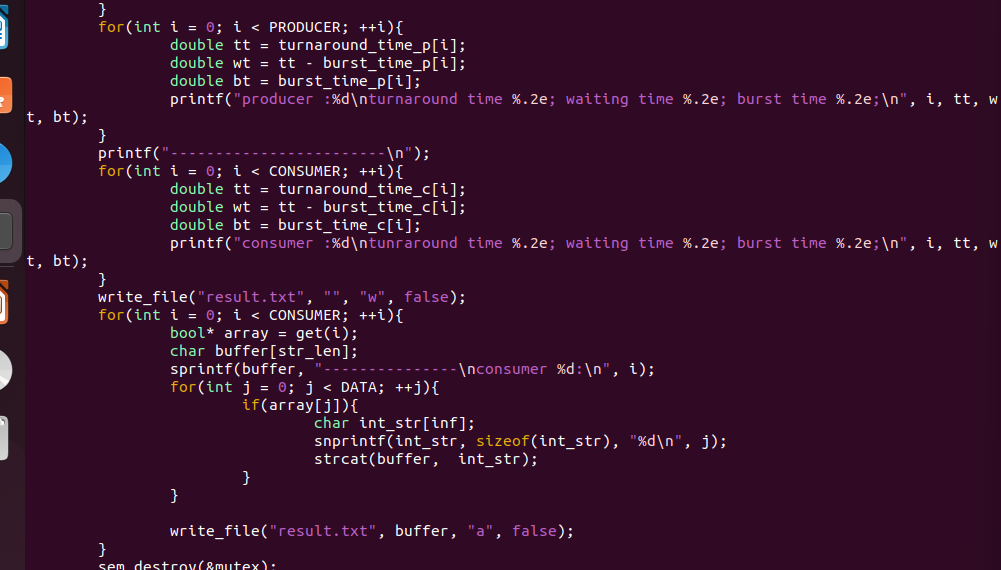 }
        for(int i = 0; i < PRODUCER; ++i){
                double tt = turnaround_time_p[i];
                double wt = tt - burst_time_p[i];
                double bt = burst_time_p[i];
                printf("producer :%d\nturnaround time %.2e; waiting time %.2e; burst time %.2e;\n", i, tt, w
t, bt);
        }
        printf("------------------------\n");
        for(int i = 0; i < CONSUMER; ++i){
                double tt = turnaround_time_c[i];
                double wt = tt - burst_time_c[i];
                double bt = burst_time_c[i];
                printf("consumer :%d\ntunraround time %.2e; waiting time %.2e; burst time %.2e;\n", i, tt, w
t, bt);
        }
        write_file("result.txt", "", "w", false);
        for(int i = 0; i < CONSUMER; ++i){
                bool* array = get(i);
                char buffer[str_len];
                sprintf(buffer, "---------------\nconsumer %d:\n", i);
                for(int j = 0; j < DATA; ++j){
                        if(array[j]){
                                char int_str[inf];
                                snprintf(int_str, sizeof(int_str), "%d\n", j);
                                strcat(buffer,  int_str);
                        }
                }

                write_file("result.txt", buffer, "a", false);
        }
        sem_destroy(&mutex);